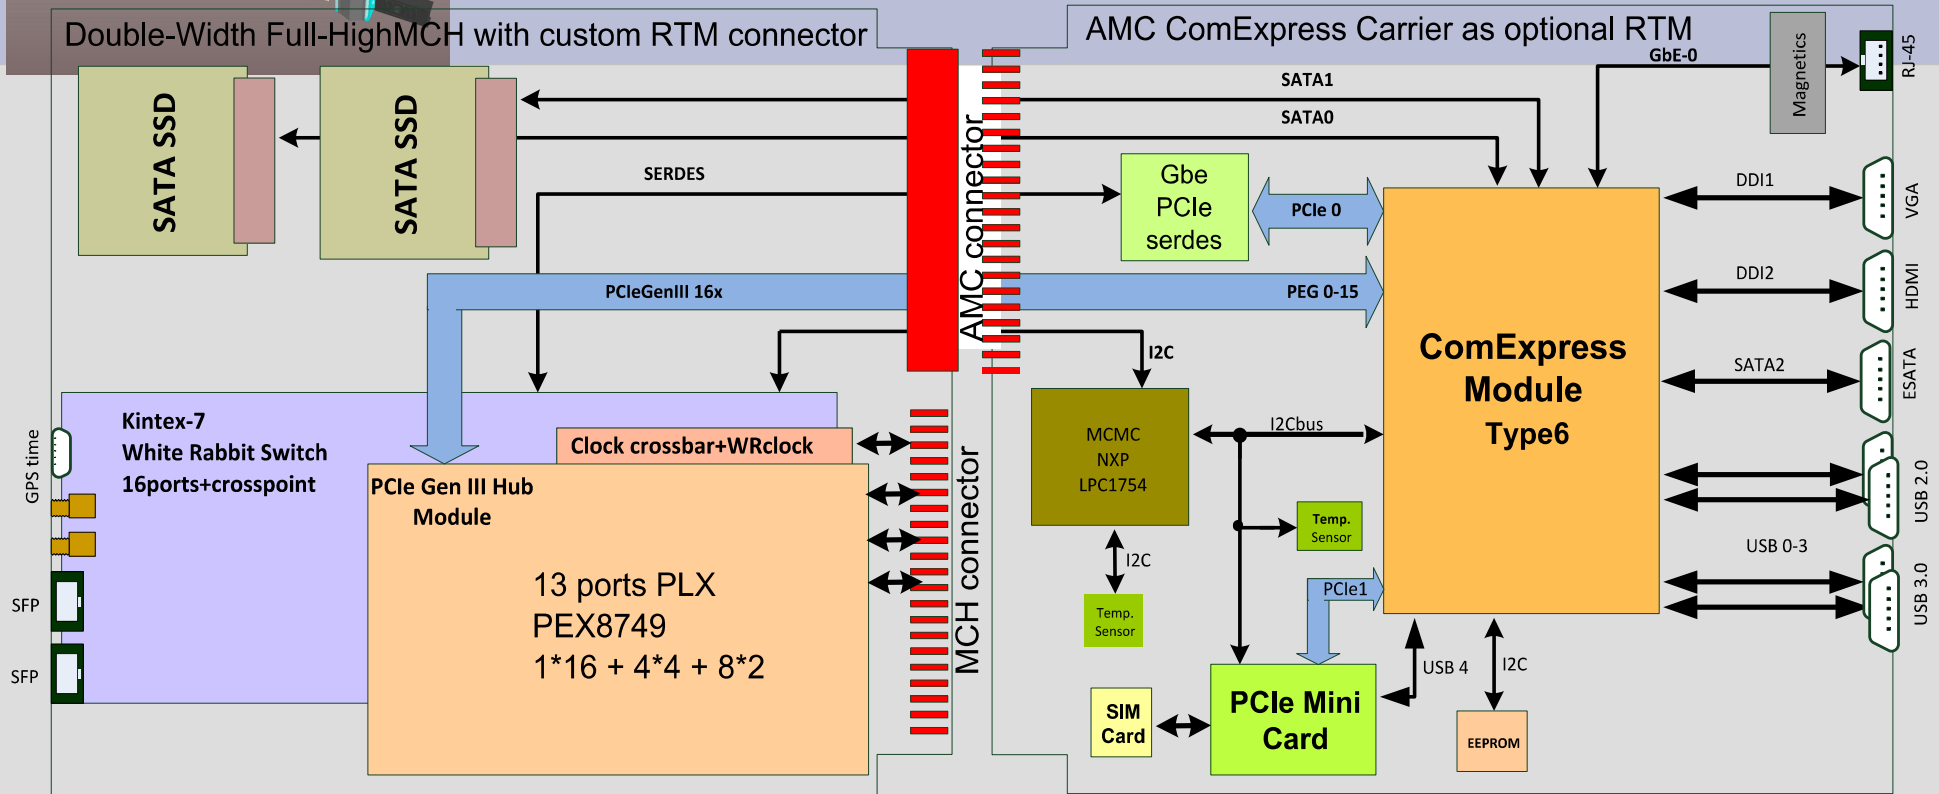 Double-Width Full-HighMCH with custom RTM connector
AMC ComExpress Carrier as optional RTM
SATA SSD
SATA SSD
SATA1
SATA0
SERDES
GbE-0
Magnetics
RJ-45
Gbe
PCIe
serdes
PCIe 0
DDI1
VGA
DDI2
HDMI
SATA2
ESATA
USB 2.0
USB 0-3
USB 3.0
AMC connector
PCIeGenIII 16x
PEG 0-15
I2C
ComExpress
Module
Type6
Kintex-7
White Rabbit Switch
16ports+crosspoint
GPS time
SFP
SFP
Clock crossbar+WRclock
PCIe Gen III Hub
Module
13 ports PLX
PEX8749
1*16 + 4*4 + 8*2
MCH connector
MCMC
NXP
LPC1754
I2Cbus
I2C
Temp.
Sensor
Temp.
Sensor
PCIe1
SIM
Card
PCIe Mini
Card
USB 4
I2C
EEPROM